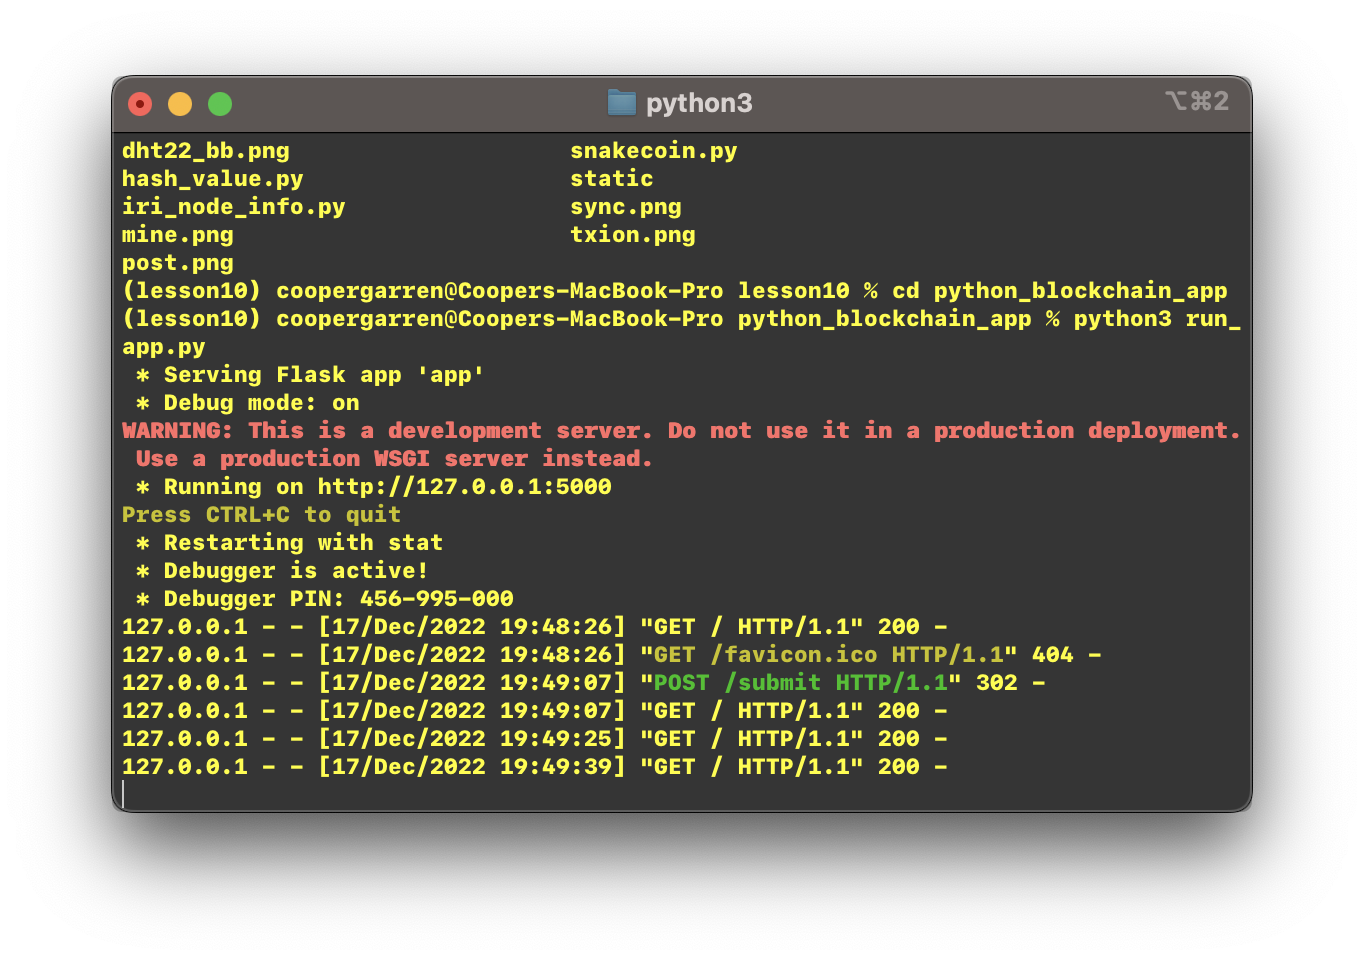 python3
⌥⌘2
dht22_bb.png snakecoin.py
hash_value.py static
iri_node_info.py sync.png
mine.png txion.png
post.png
(lesson10) coopergarren@Coopers-MacBook-Pro lesson10 % cd python_blockchain_app
(lesson10) coopergarren@Coopers-MacBook-Pro python_blockchain_app % python3 run_
app.py
 * Serving Flask app 'app'
 * Debug mode: on
WARNING: This is a development server. Do not use it in a production deployment.
 Use a production WSGI server instead.
 * Running on http://127.0.0.1:5000
Press CTRL+C to quit
 * Restarting with stat
 * Debugger is active!
 * Debugger PIN: 456-995-000
127.0.0.1 - - [17/Dec/2022 19:48:26] "GET / HTTP/1.1" 200 -
127.0.0.1 - - [17/Dec/2022 19:48:26] "GET /favicon.ico HTTP/1.1" 404 -
127.0.0.1 - - [17/Dec/2022 19:49:07] "POST /submit HTTP/1.1" 302 -
127.0.0.1 - - [17/Dec/2022 19:49:07] "GET / HTTP/1.1" 200 -
127.0.0.1 - - [17/Dec/2022 19:49:25] "GET / HTTP/1.1" 200 -
127.0.0.1 - - [17/Dec/2022 19:49:39] "GET / HTTP/1.1" 200 -